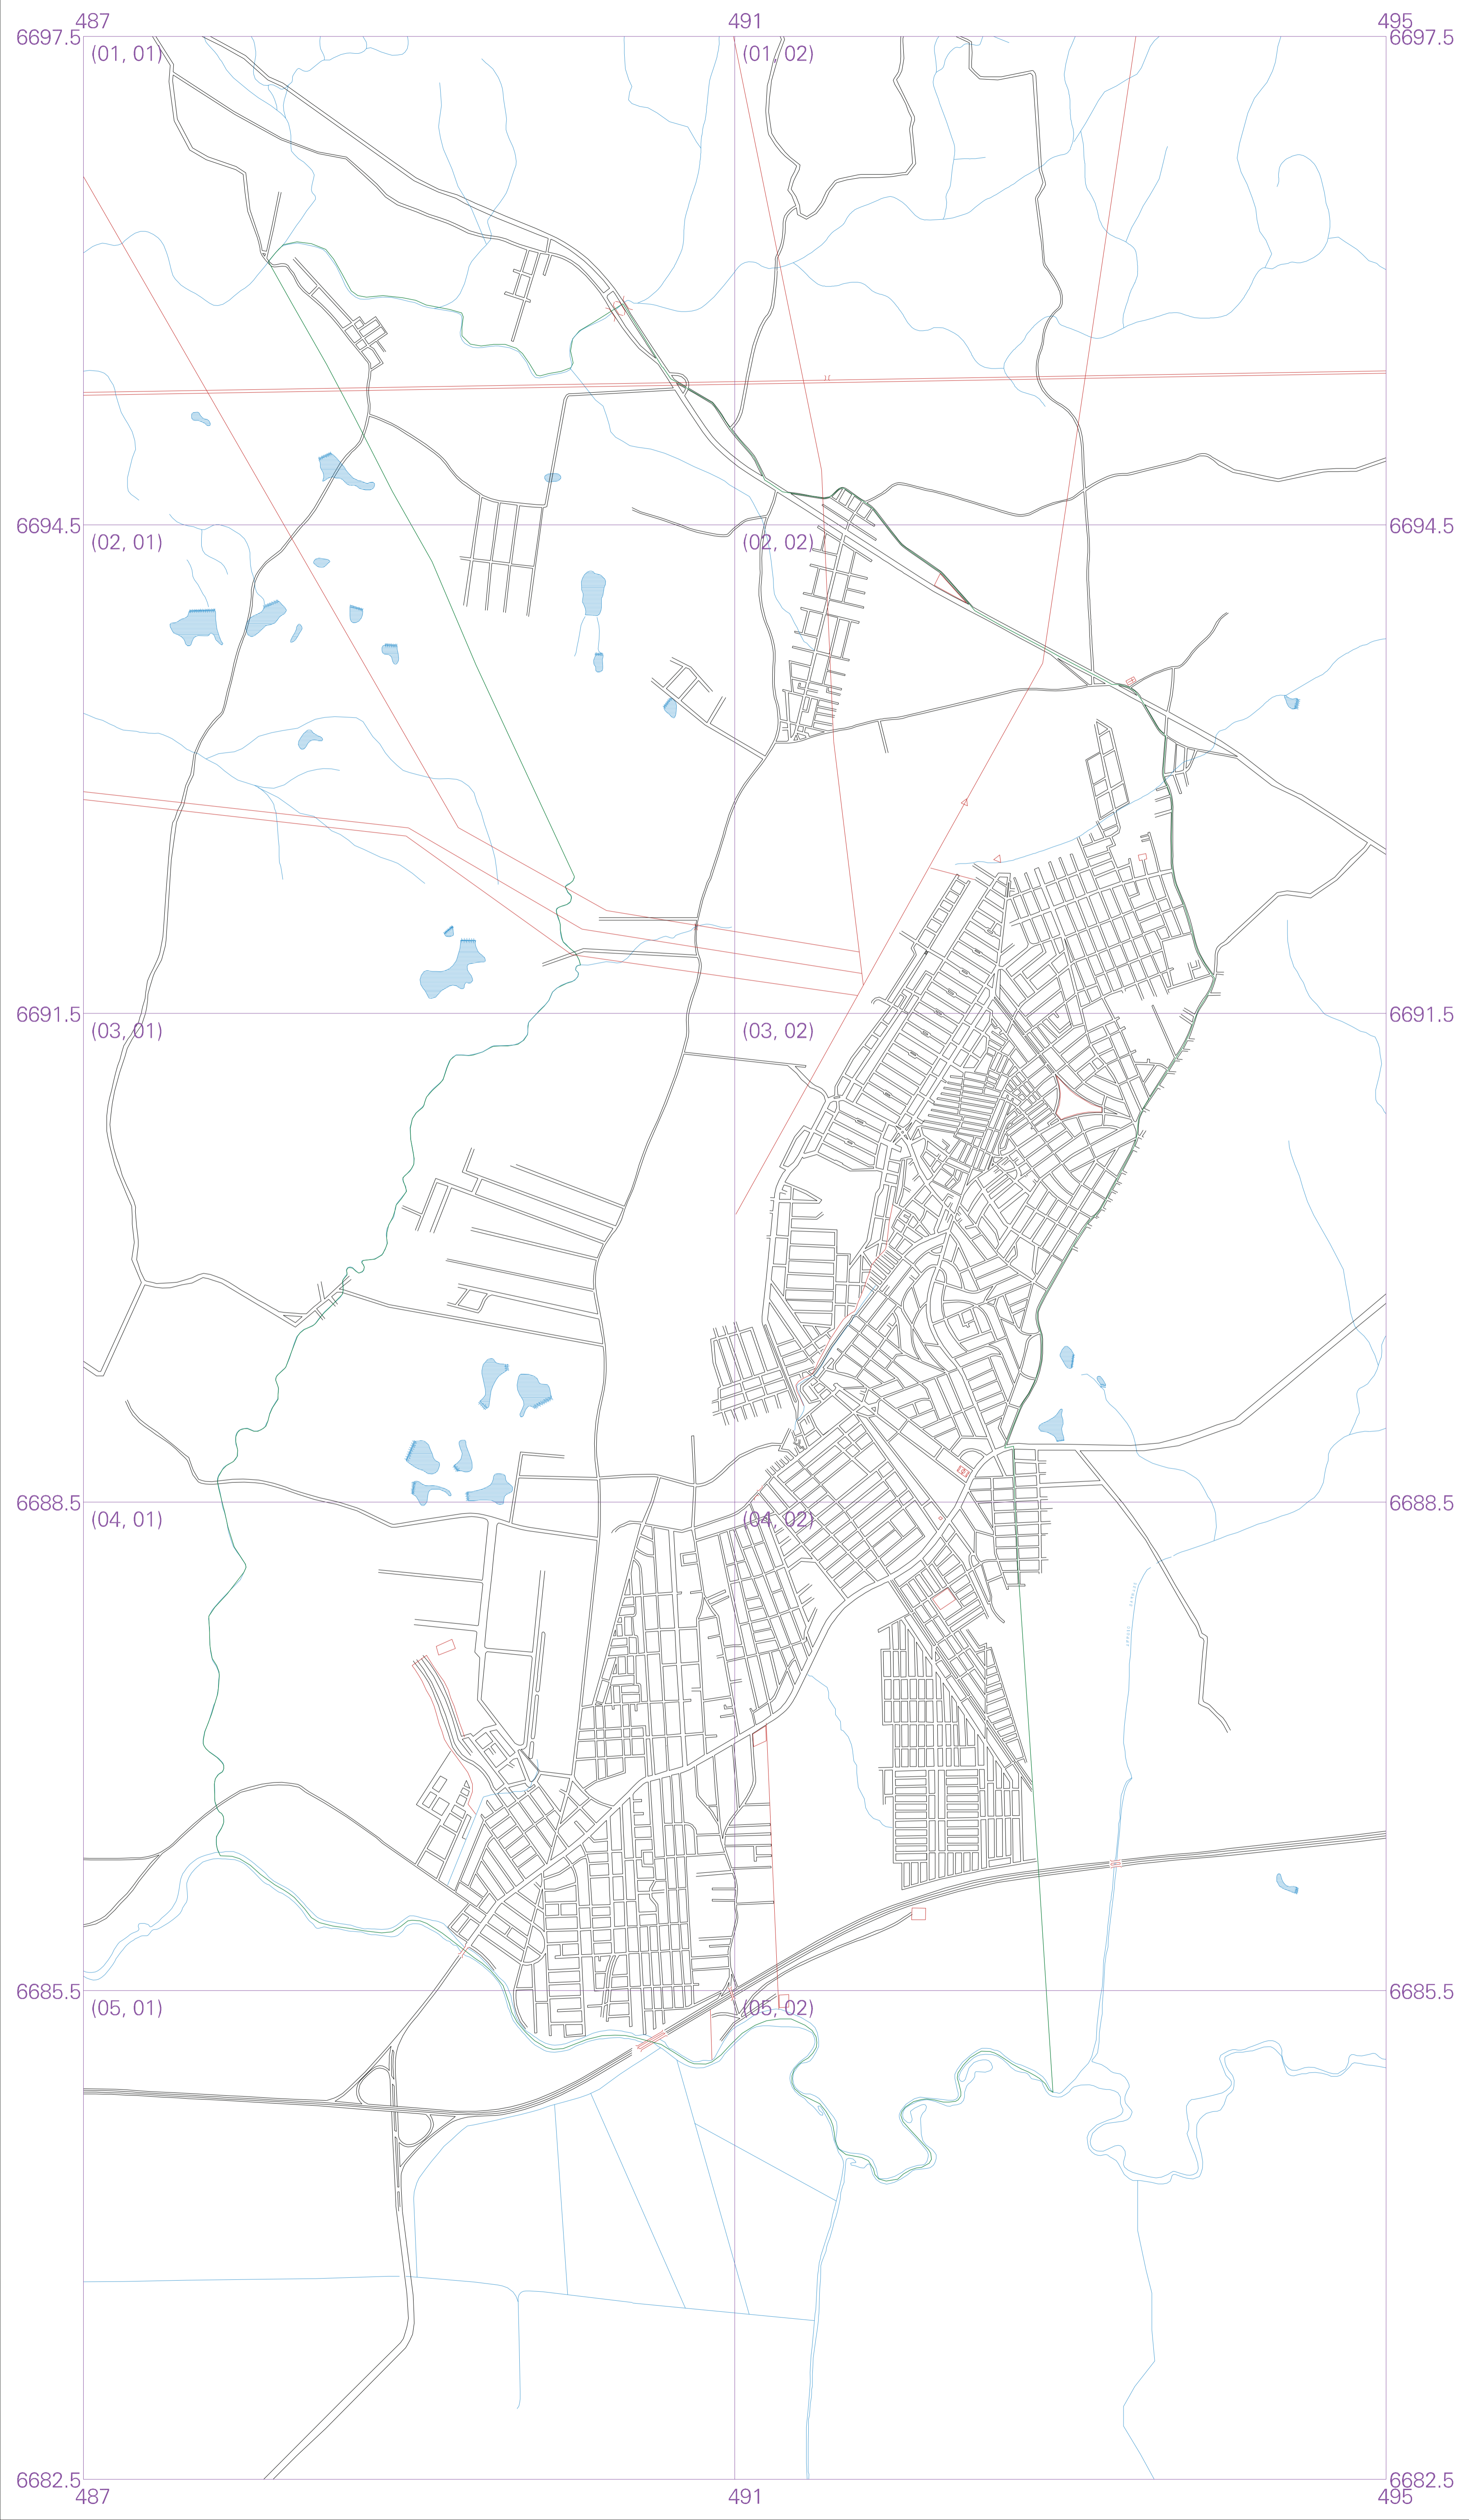 487 491 495
6697.5 6697.5
(01, 01) (01, 02)
6694.5 6694.5
(02, 01) (02, 02)
6691.5 6691.5
(03, 01) (03, 02)
6688.5 6688.5
(04, 01) (04, 02)
6685.5 6685.5
(05, 01) (05, 02)
6682.5 6682.5
487 491 495